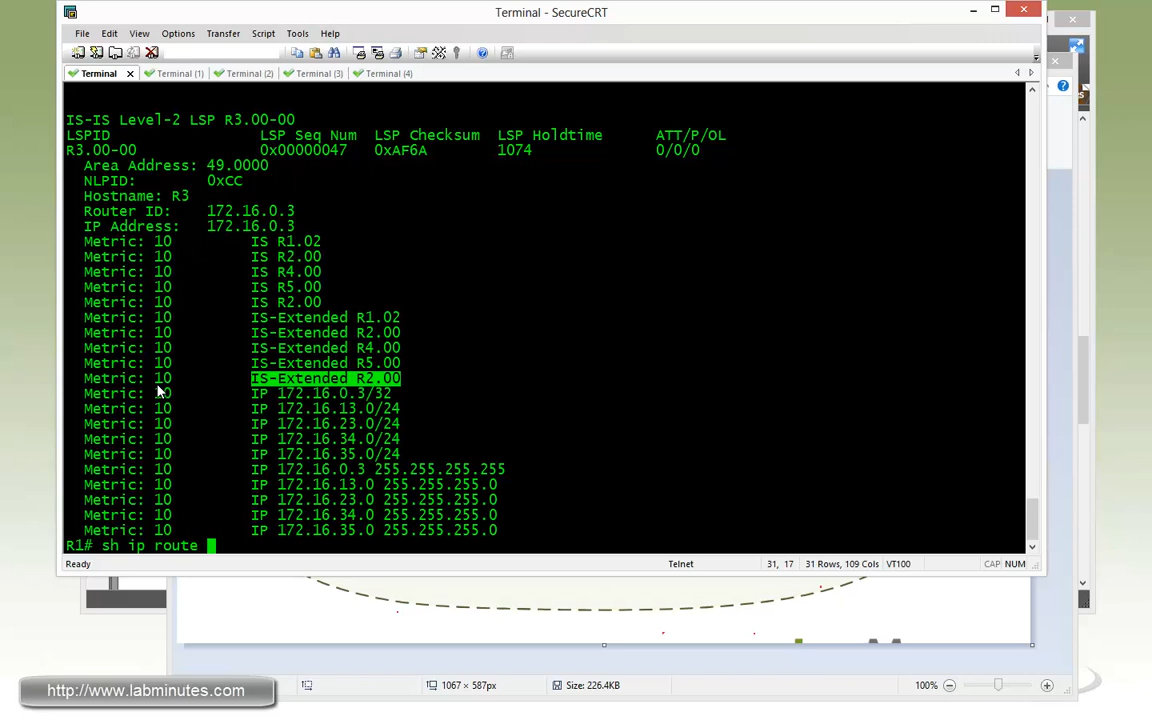 Terminal - SecureCRT
File Edit View Options Transfer Script Tools Help
Terminal Terminal (1) Terminal (2) Terminal (3) Terminal (4)
IS-IS Level-2 LSP R3.00-00
LSPID LSP Seq Num LSP Checksum LSP Holdtime ATT/P/OL
R3.00-00 0x00000047 0xAF6A 1074 0/0/0
Area Address: 49.0000
NLPID: 0xCC
Hostname: R3
Router ID: 172.16.0.3
IP Address: 172.16.0.3
Metric: 10 IS R1.02
Metric: 10 IS R2.00
Metric: 10 IS R4.00
Metric: 10 IS R5.00
Metric: 10 IS R2.00
Metric: 10 IS-Extended R1.02
Metric: 10 IS-Extended R2.00
Metric: 10 IS-Extended R4.00
Metric: 10 IS-Extended R5.00
Metric: 10 IS-Extended R2.00
Metric: 10 IP 172.16.0.3/32
Metric: 10 IP 172.16.13.0/24
Metric: 10 IP 172.16.23.0/24
Metric: 10 IP 172.16.34.0/24
Metric: 10 IP 172.16.35.0/24
Metric: 10 IP 172.16.0.3 255.255.255.255
Metric: 10 IP 172.16.13.0 255.255.255.0
Metric: 10 IP 172.16.23.0 255.255.255.0
Metric: 10 IP 172.16.34.0 255.255.255.0
Metric: 10 IP 172.16.35.0 255.255.255.0
R1# sh ip route
Ready Telnet 31, 17 31 Rows, 109 Cols VT100 CAP NUM
1067 × 587px Size: 226.4KB 100%
http://www.labminutes.com